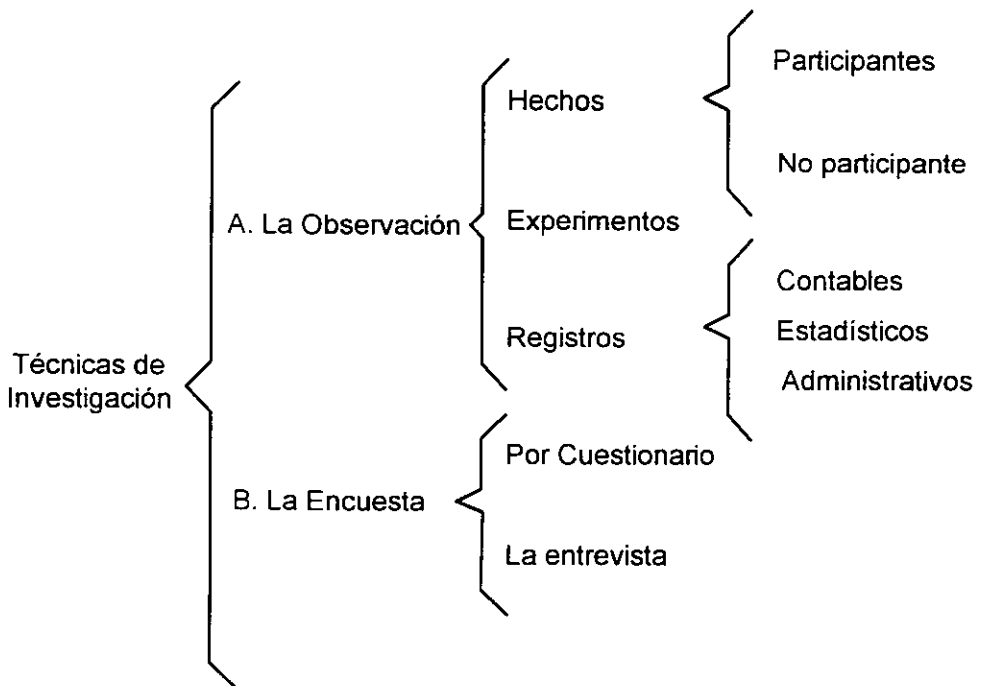 Técnicas de
Investigación
A. La Observación
Hechos
Participantes
No participante
Experimentos
Registros
Contables
Estadísticos
Administrativos
B. La Encuesta
Por Cuestionario
La entrevista